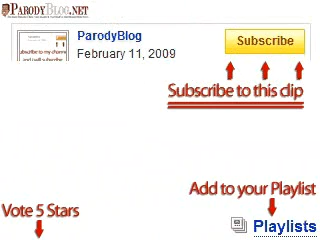 PARODYBLOG.NET
ParodyBlog
February 11, 2009
Subscribe
Subscribe to this clip
Add to your Playlist
Vote 5 Stars
Playlists